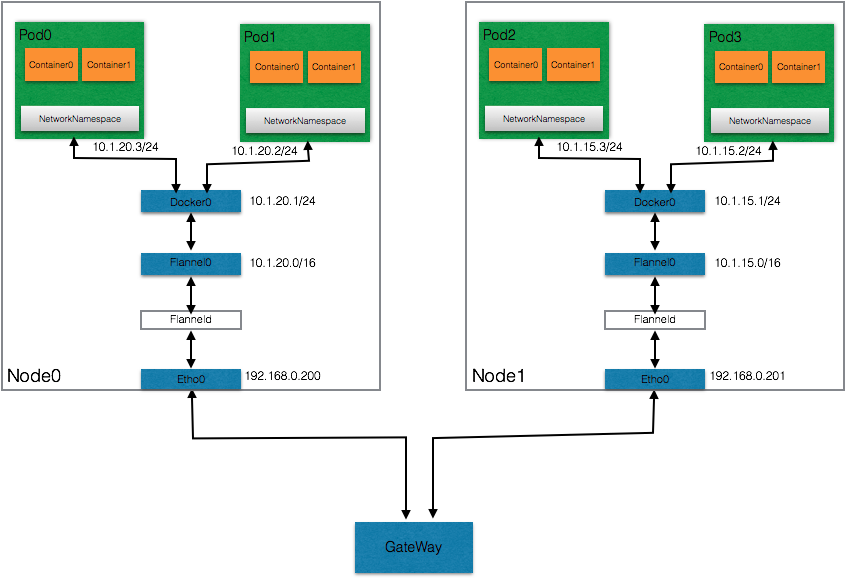 Pod0
Container0
Container1
NetworkNamespace
Pod1
Container0
Container1
NetworkNamespace
10.1.20.3/24
10.1.20.2/24
Docker0
10.1.20.1/24
Flannel0
10.1.20.0/16
Flanneld
Node0
Etho0
192.168.0.200
Pod2
Container0
Container1
NetworkNamespace
Pod3
Container0
Container1
NetworkNamespace
10.1.15.3/24
10.1.15.2/24
Docker0
10.1.15.1/24
Flannel0
10.1.15.0/16
Flanneld
Node1
Etho0
192.168.0.201
GateWay